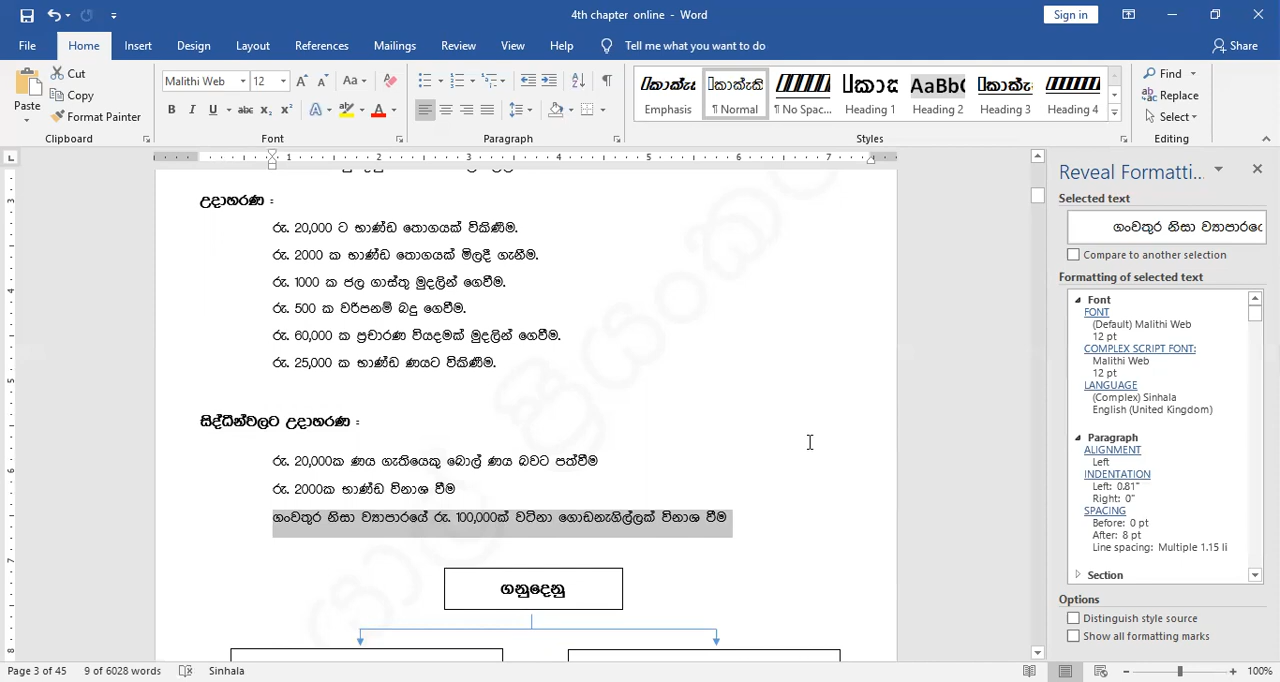 4th chapter online - Word
Sign in
File Home Insert Design Layout References Mailings Review View Help Tell me what you want to do Share
Cut
Copy
Format Painter
Paste
Clipboard
Malithi Web 12
Font
Paragraph
Emphasis
¶ Normal
¶ No Spac...
Heading 1
AaBbC
Heading 2
Heading 3
Heading 4
Styles
Find
Replace
Select
Editing
උදාහරණ :
රු. 20,000 ට භාණ්ඩ තොගයක් විකිණීම.
රු. 2000 ක භාණ්ඩ තොගයක් මිලදී ගැනීම.
රු. 1000 ක ජල ගාස්තු මුදලින් ගෙවීම.
රු. 500 ක වරිපනම් බදු ගෙවීම.
රු. 60,000 ක ප්‍රචාරණ වියදමක් මුදලින් ගෙවීම.
රු. 25,000 ක භාණ්ඩ ණයට විකිණීම.
සිද්ධීන්වලට උදාහරණ :
රු. 20,000ක ණය ගැතියෙකු බොල් ණය බවට පත්වීම
රු. 2000ක භාණ්ඩ විනාශ වීම
ගංවතුර නිසා ව්‍යාපාරයේ රු. 100,000ක් වටිනා ගොඩනැගිල්ලක් විනාශ වීම
ගනුදෙනු
Reveal Formatti...
Selected text
ගංවතුර නිසා ව්‍යාපාරයේ
Compare to another selection
Formatting of selected text
Font
FONT
(Default) Malithi Web
12 pt
COMPLEX SCRIPT FONT:
Malithi Web
12 pt
LANGUAGE
(Complex) Sinhala
English (United Kingdom)
Paragraph
ALIGNMENT
Left
INDENTATION
Left: 0.81"
Right: 0"
SPACING
Before: 0 pt
After: 8 pt
Line spacing: Multiple 1.15 li
Section
Options
Distinguish style source
Show all formatting marks
Page 3 of 45 9 of 6028 words Sinhala 100%